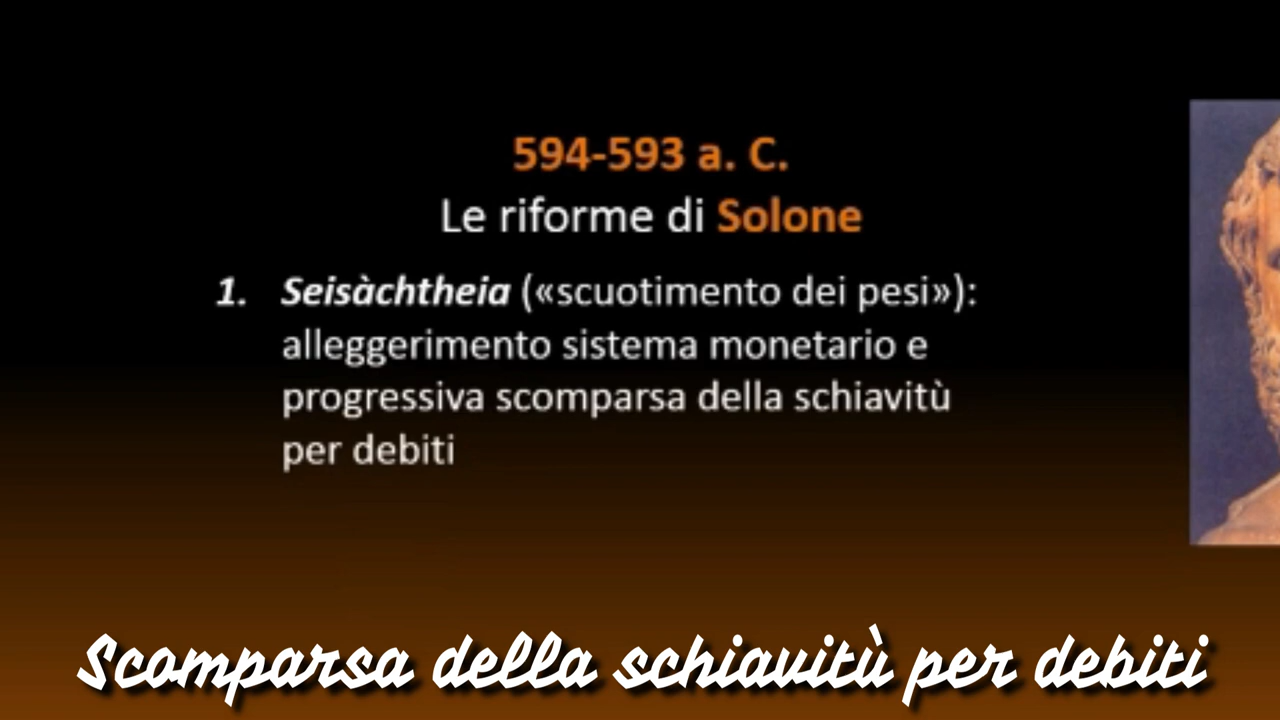 594-593 a. C.
Le riforme di Solone
1. Seisàchtheia («scuotimento dei pesi»):
alleggerimento sistema monetario e
progressiva scomparsa della schiavitù
per debiti
Scomparsa della schiavitù per debiti